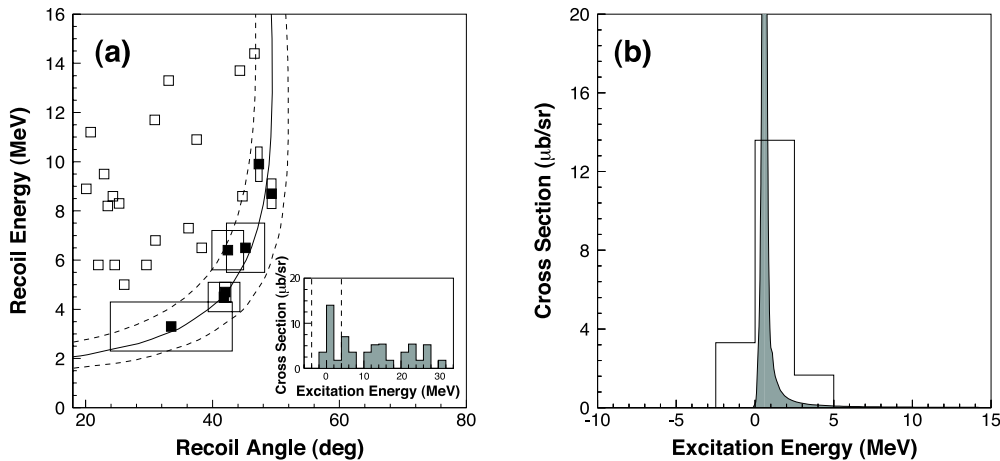 16
14
12
10
8
6
4
2
0
Recoil Energy (MeV)
(a)
20 40 60 80
Recoil Angle (deg)
20
10
0
Cross Section (μb/sr)
0 10 20 30
Excitation Energy (MeV)
20
16
12
8
4
0
Cross Section (μb/sr)
(b)
-10 -5 0 5 10 15
Excitation Energy (MeV)